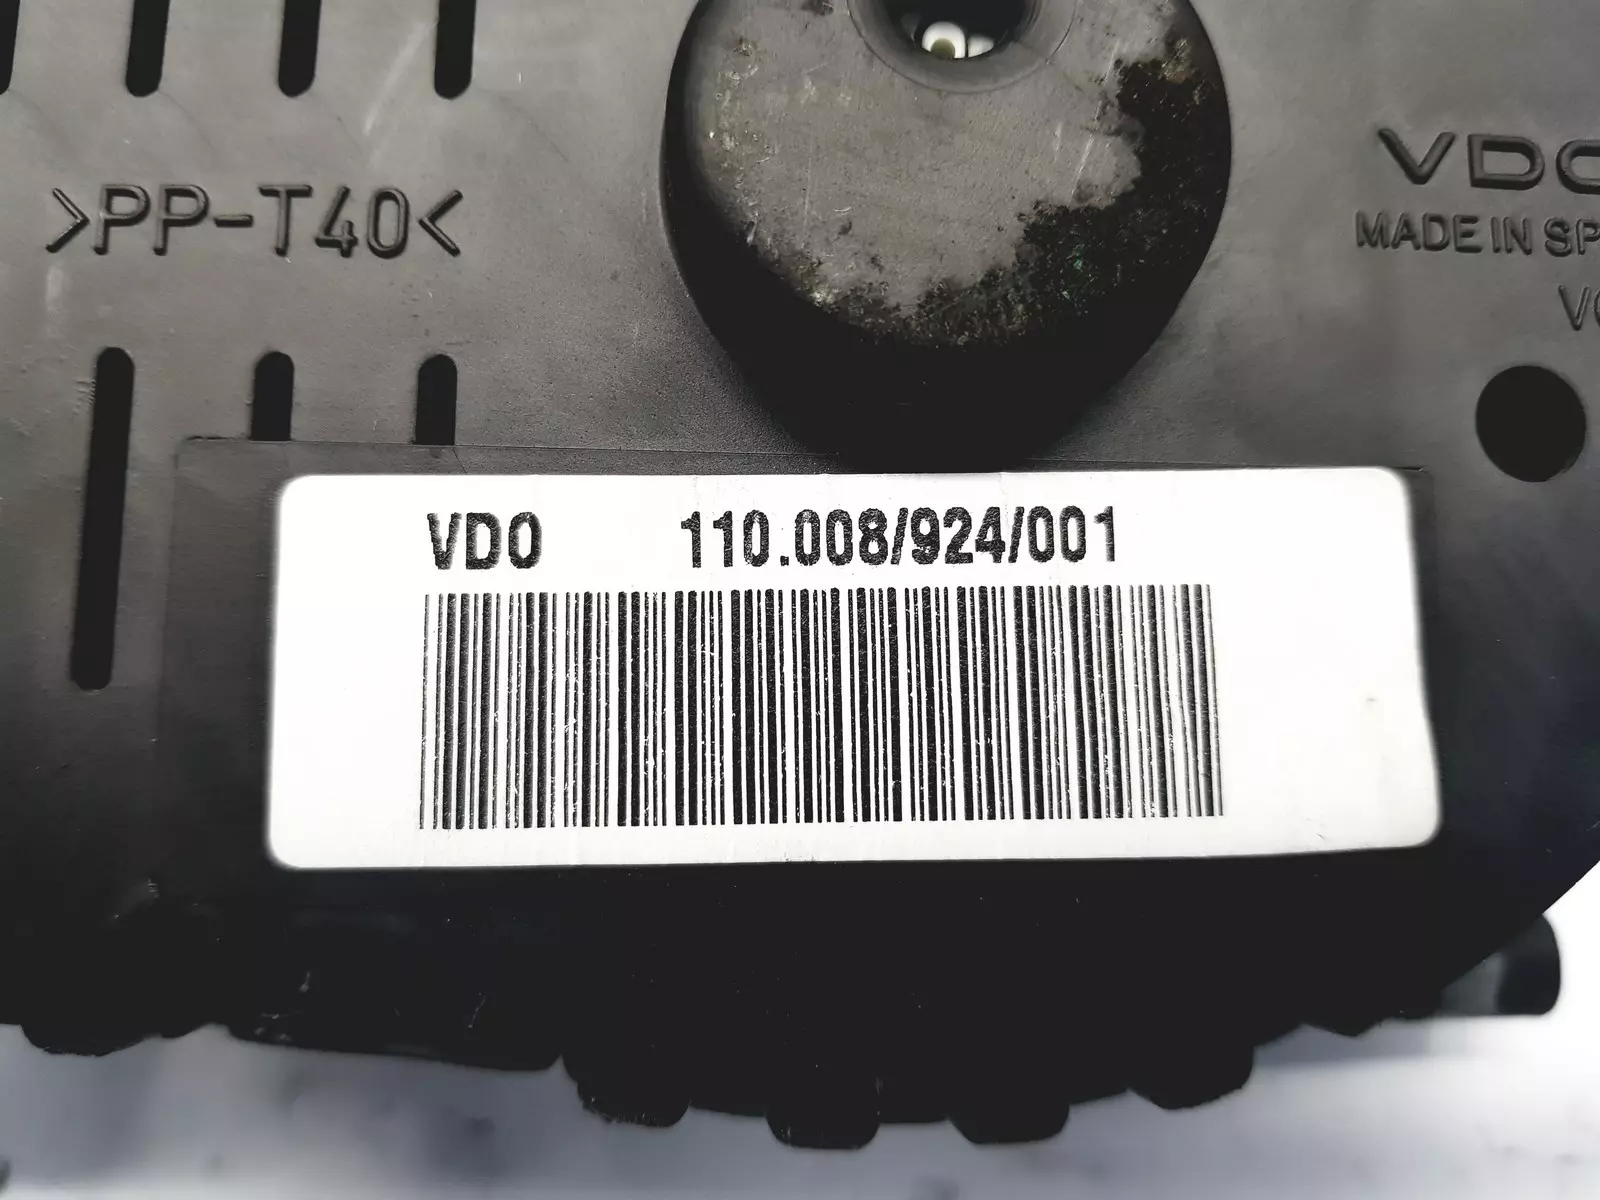 >PP-T40<
VDO
MADE IN SP
VDO 110.008/924/001